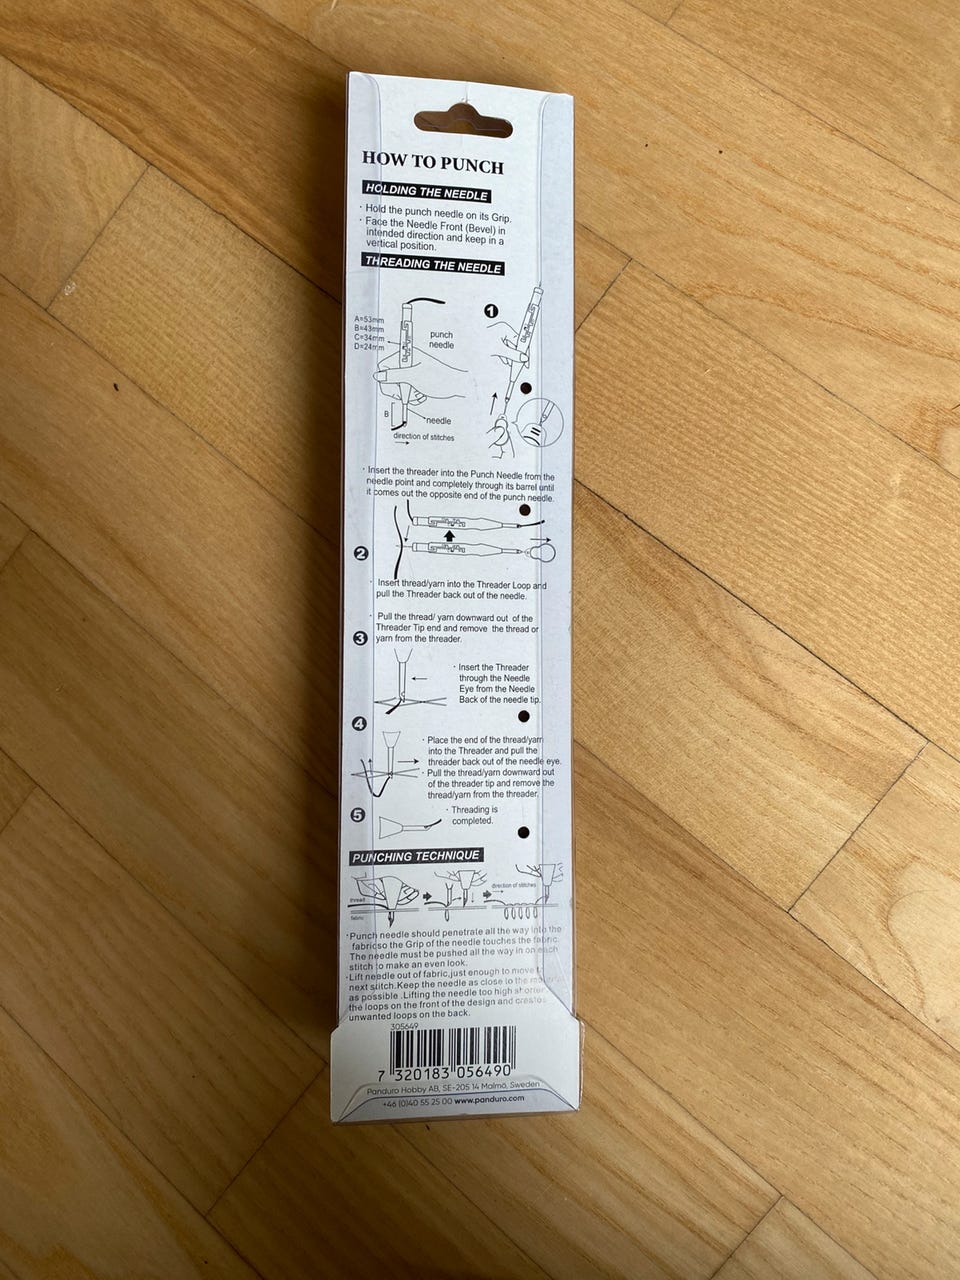 HOW TO PUNCH
HOLDING THE NEEDLE
· Hold the punch needle on its Grip.
· Face the Needle Front (Bevel) in
intended direction and keep in a
vertical position.
THREADING THE NEEDLE
A=53mm
B=43mm
C=34mm
D=24mm
punch
needle
B
needle
direction of stitches
1
· Insert the threader into the Punch Needle from the
needle point and completely through its barrel until
it comes out the opposite end of the punch needle.
2
· Insert thread/yarn into the Threader Loop and
pull the Threader back out of the needle.
· Pull the thread/ yarn downward out of the
Threader Tip end and remove the thread or
3 yarn from the threader.
· Insert the Threader
through the Needle
Eye from the Needle
Back of the needle tip.
4
· Place the end of the thread/yarn
into the Threader and pull the
threader back out of the needle eye.
· Pull the thread/yarn downward out
of the threader tip and remove the
thread/yarn from the threader.
5
· Threading is
completed.
PUNCHING TECHNIQUE
thread
fabric
direction of stitches
·Punch needle should penetrate all the way into the
fabricso the Grip of the needle touches the fabric.
The needle must be pushed all the way in on each
stitch to make an even look.
·Lift needle out of fabric,just enough to move
next stitch.Keep the needle as close to the material
as possible .Lifting the needle too high shorter
the loops on the front of the design and creates
unwanted loops on the back.
305649
7 320183 056490
Panduro Hobby AB, SE-205 14 Malmö, Sweden
+46 (0)40 55 25 00 www.panduro.com